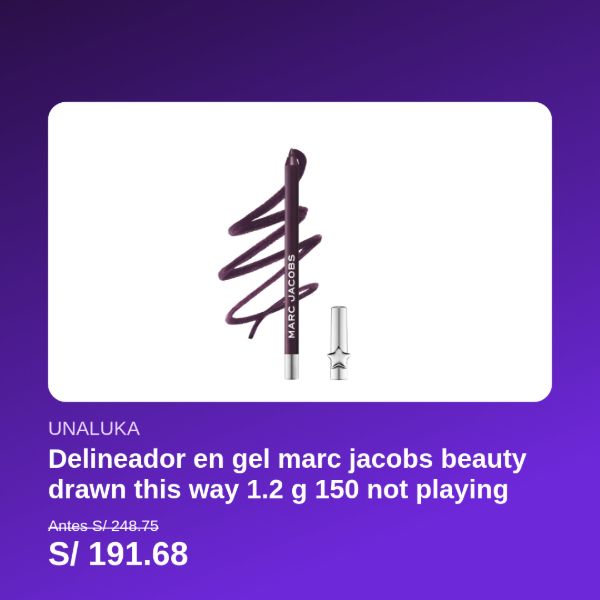 MARC JACOBS
UNALUKA
Delineador en gel marc jacobs beauty
drawn this way 1.2 g 150 not playing
Antes S/ 248.75
S/ 191.68